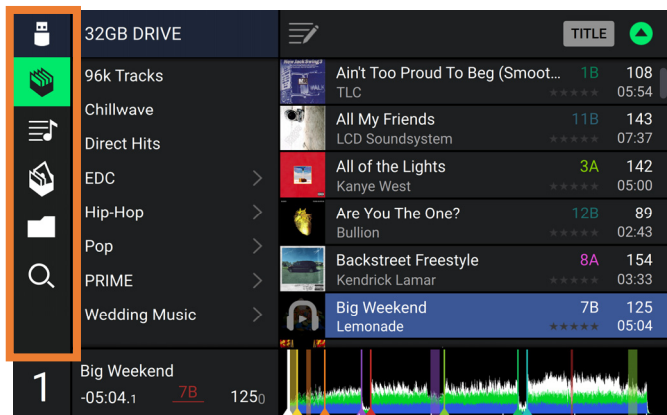 32GB DRIVE
TITLE
96k Tracks
Chillwave
Direct Hits
EDC
Hip-Hop
Pop
PRIME
Wedding Music
Ain't Too Proud To Beg (Smoot... 1B 108
TLC 05:54
All My Friends 11B 143
LCD Soundsystem 07:37
All of the Lights 3A 142
Kanye West 05:00
Are You The One? 12B 89
Bullion 02:43
Backstreet Freestyle 8A 154
Kendrick Lamar 03:33
Big Weekend 7B 125
Lemonade 05:04
1
Big Weekend
-05:04.1 7B 1250